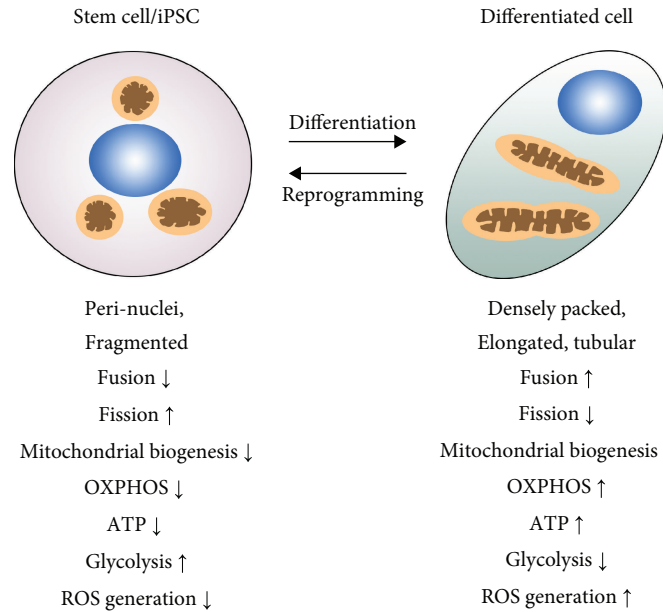 Stem cell/iPSC
Differentiated cell
Differentiation
Reprogramming
Peri-nuclei,
Fragmented
Fusion ↓
Fission ↑
Mitochondrial biogenesis ↓
OXPHOS ↓
ATP ↓
Glycolysis ↑
ROS generation ↓
Densely packed,
Elongated, tubular
Fusion ↑
Fission ↓
Mitochondrial biogenesis
OXPHOS ↑
ATP ↑
Glycolysis ↓
ROS generation ↑